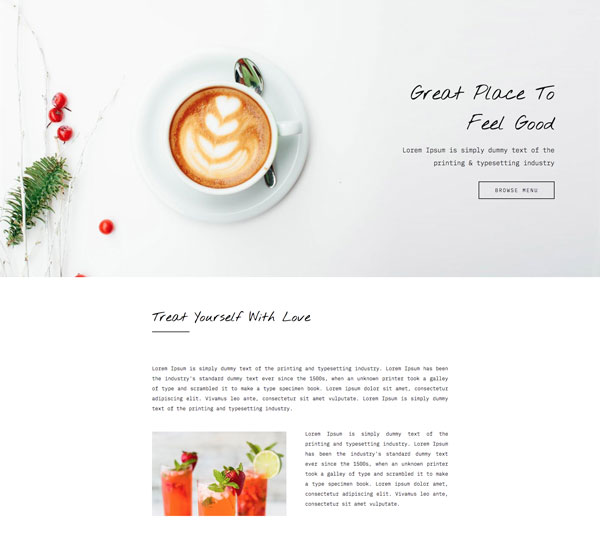 Great Place To
Feel Good
Lorem Ipsum is simply dummy text of the
printing & typesetting industry
BROWSE MENU
Treat Yourself With Love
Lorem Ipsum is simply dummy text of the printing and typesetting industry. Lorem Ipsum has been
the industry's standard dummy text ever since the 1500s, when an unknown printer took a galley
of type and scrambled it to make a type specimen book. Lorem ipsum dolor sit amet, consectetur
adipiscing elit. Vivamus leo ante, consectetur sit amet vulputate. Lorem Ipsum is simply dummy
text of the printing and typesetting industry.
Lorem Ipsum is simply dummy text of the
printing and typesetting industry. Lorem Ipsum
has been the industry's standard dummy text
ever since the 1500s, when an unknown printer
took a galley of type and scrambled it to make
a type specimen book. Lorem ipsum dolor sit amet,
consectetur adipiscing elit. Vivamus leo ante,
consectetur sit amet vulputate.